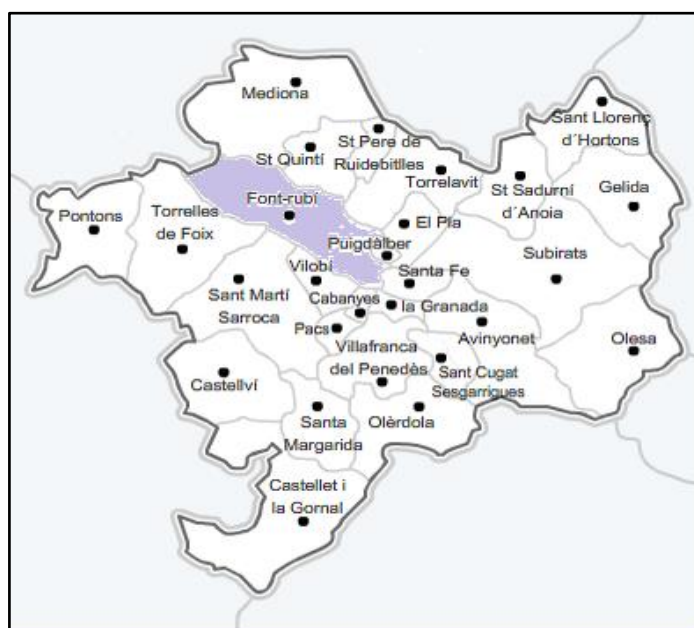 Mediona
Sant Llorenç
d´Hortons
St Pere de
Ruidebitlles
St Quintí
Torrelavit
St Sadurní
d´Anoia
Gelida
Font-rubí
Pontons
Torrelles
de Foix
El Pla
Puigdàlber
Subirats
Vilobí
Santa Fe
Sant Martí
Sarroca
Cabanyes
la Granada
Pacs
Avinyonet
Olesa
Villafranca
del Penedès
Castellví
Sant Cugat
Sesgarrigues
Santa
Margarida
Olèrdola
Castellet i
la Gornal